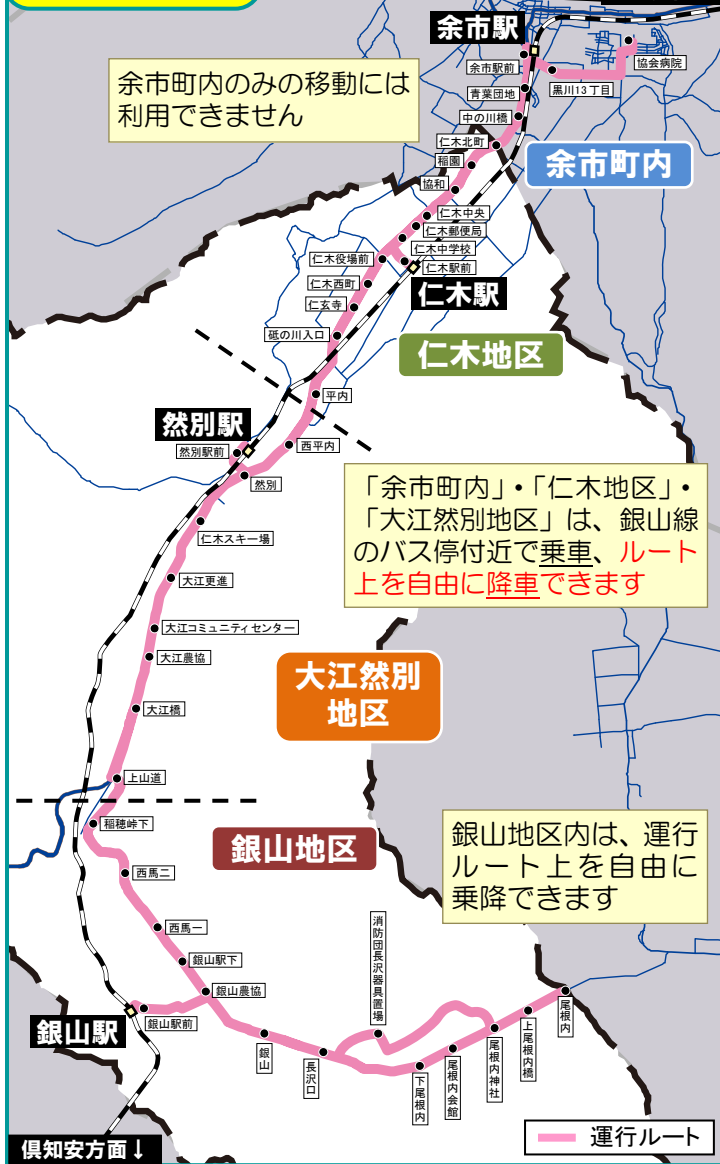 余市駅
余市駅前
協会病院
黒川13丁目
青葉団地
中の川橋
余市町内のみの移動には
利用できません
仁木北町
稲園
余市町内
協和
仁木中央
仁木郵便局
仁木中学校
仁木役場前
仁木駅前
仁木駅
仁木西町
仁玄寺
砥の川入口
仁木地区
平内
然別駅
西平内
然別駅前
然別
「余市町内」・「仁木地区」・
「大江然別地区」は、銀山線
のバス停付近で乗車、ルート
上を自由に降車できます
仁木スキー場
大江更進
大江コミュニティセンター
大江農協
大江然別
地区
大江橋
上山道
稲穂峠下
銀山地区
銀山地区内は、運行
ルート上を自由に
乗降できます
西馬二
西馬一
銀山駅下
銀山農協
銀山駅前
銀山駅
銀山
長沢口
消防団長沢器具置場
下尾根内
尾根内会館
尾根内神社
上尾根内橋
尾根内
運行ルート
倶知安方面↓